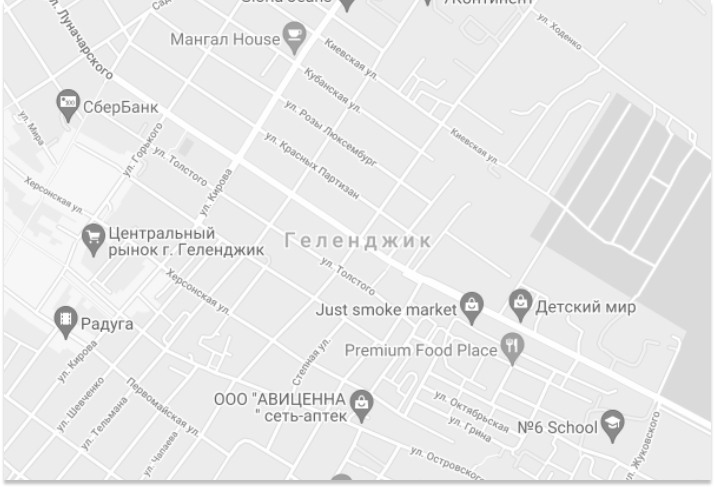 Сад
/Континент
ул. Ходенко
ул. Луначарского
Мангал House
Киевская ул.
Кубанская ул.
СберБанк
ул. Розы Люксембург
ул. Мира
ул. Горького
Киевская ул.
ул. Толстого
ул. Красных Партизан
ул. Кирова
Херсонская ул.
Центральный
рынок г. Геленджик
Геленджик
ул. Толстого
Херсонская ул.
Just smoke market
Детский мир
Радуга
Premium Food Place
ул. Кирова
Степная ул.
ул. Шевченко
Первомайская ул.
ООО "АВИЦЕННА
" сеть-аптек
ул. Октябрьская
ул. Тельмана
ул. Грина
№6 School
ул. Чапаева
ул. Островского
ул. Жуковского